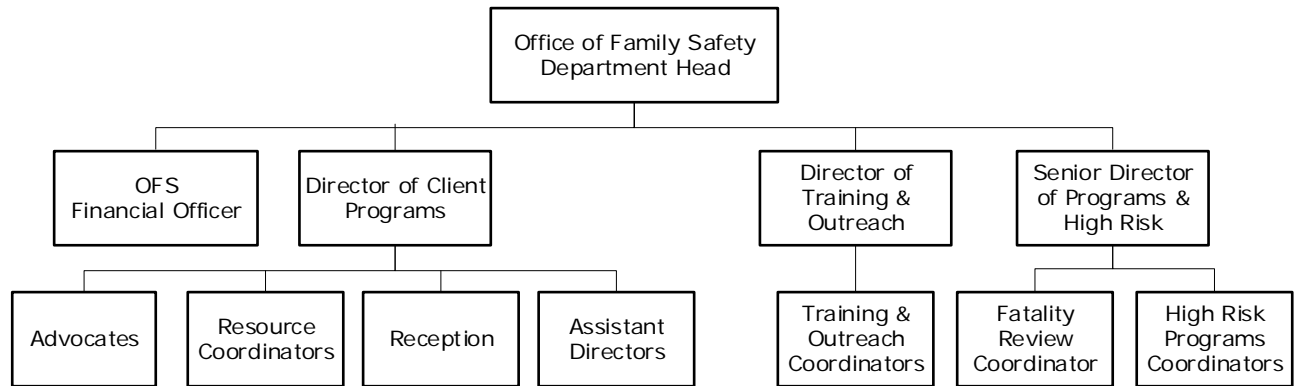 Office of Family Safety
Department Head
OFS
Financial Officer
Director of Client
Programs
Director of
Training &
Outreach
Senior Director
of Programs &
High Risk
Advocates
Resource
Coordinators
Reception
Assistant
Directors
Training &
Outreach
Coordinators
Fatality
Review
Coordinator
High Risk
Programs
Coordinators